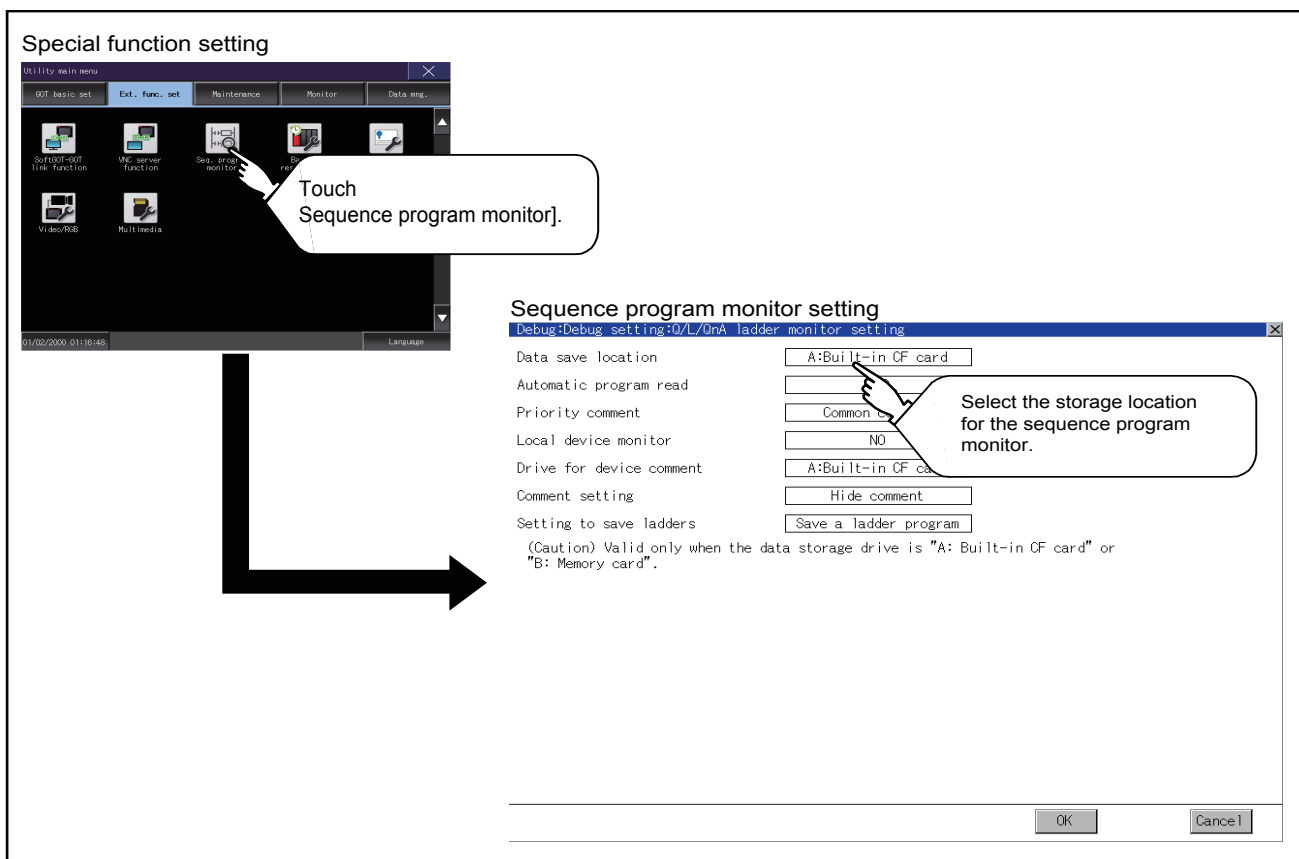 Special function setting
Utility main menu
GOT basic set
Ext. func. set
Maintenance
Monitor
Data mng.
SoftGOT-GOT
link function
VNC server
function
Seq. progr
monitor
Video/RGB
Multimedia
Touch
Sequence program monitor].
01/02/2000 01:16:48
Language
Sequence program monitor setting
Debug:Debug setting:Q/L/QnA ladder monitor setting
Data save location
A:Built-in CF card
Automatic program read
Priority comment
Common
Local device monitor
NO
Drive for device comment
A:Built-in CF ca
Comment setting
Hide comment
Setting to save ladders
Save a ladder program
(Caution) Valid only when the data storage drive is "A: Built-in CF card" or
"B: Memory card".
Select the storage location
for the sequence program
monitor.
OK
Cancel